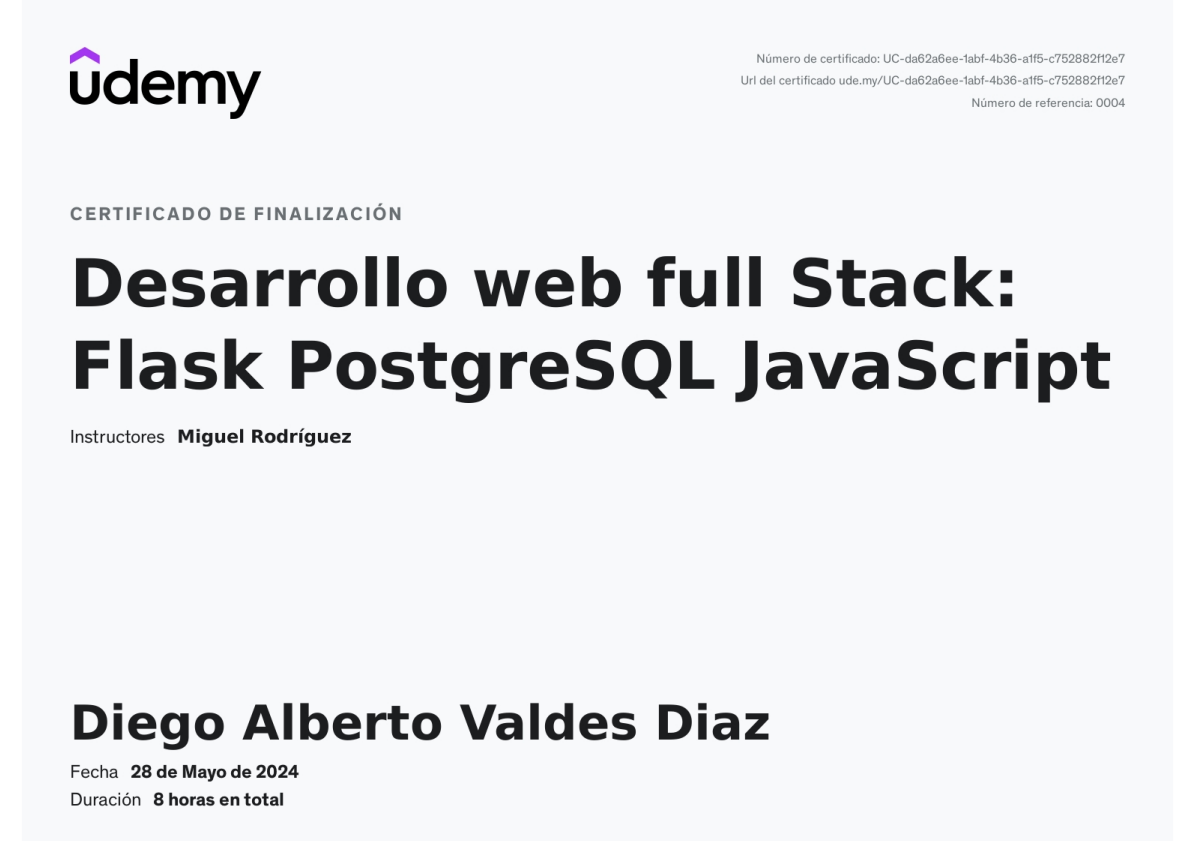 udemy
Número de certificado: UC-da62a6ee-1abf-4b36-a1f5-c752882f12e7
Url del certificado ude.my/UC-da62a6ee-1abf-4b36-a1f5-c752882f12e7
Número de referencia: 0004
CERTIFICADO DE FINALIZACIÓN
Desarrollo web full Stack:
Flask PostgreSQL JavaScript
Instructores Miguel Rodríguez
Diego Alberto Valdes Diaz
Fecha 28 de Mayo de 2024
Duración 8 horas en total